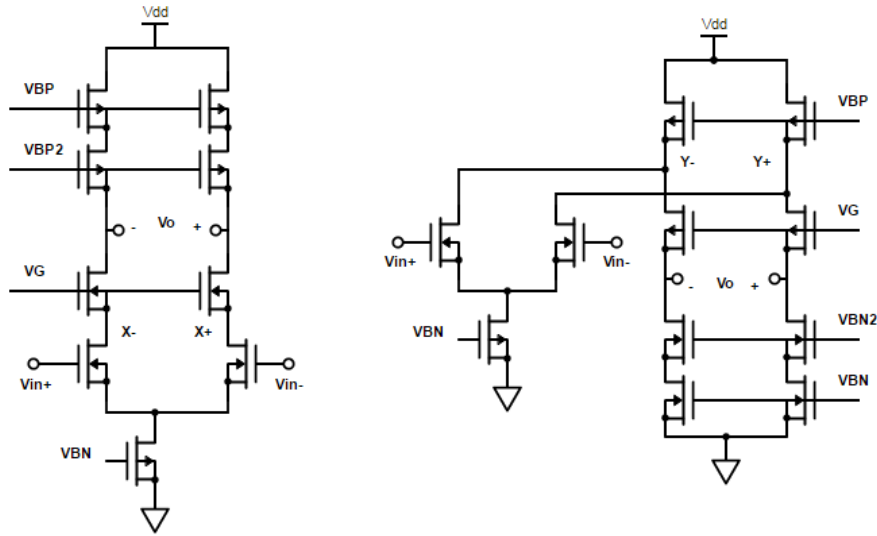 Vdd
VBP
VBP2
- Vo +
VG
X- X+
Vin+ Vin-
VBN
Vdd
VBP
Y- Y+
VG
Vin+ Vin-
- Vo +
VBN
VBN2
VBN